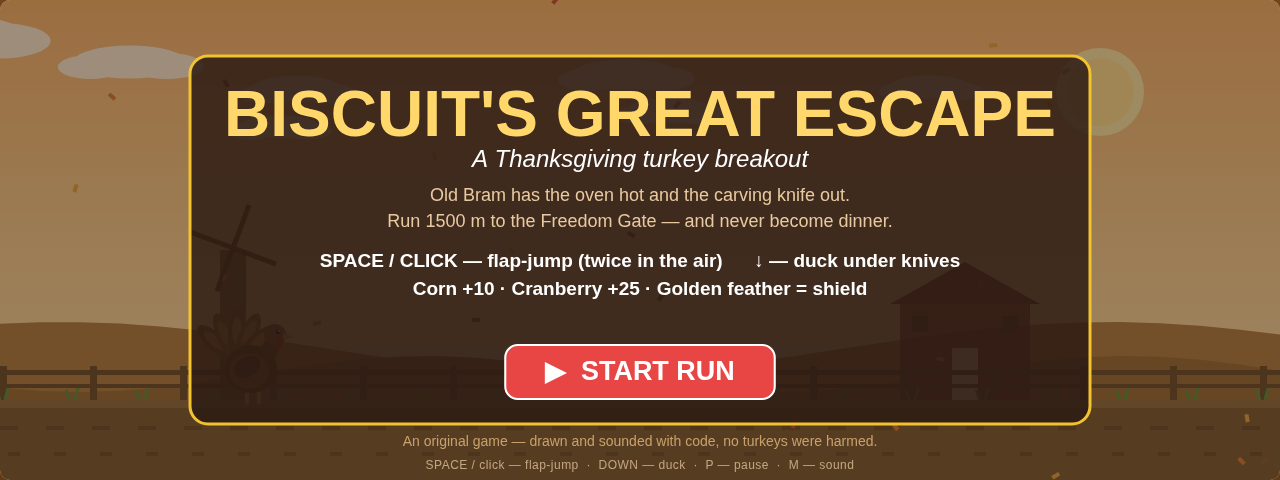 BISCUIT'S GREAT ESCAPE
A Thanksgiving turkey breakout
Old Bram has the oven hot and the carving knife out.
Run 1500 m to the Freedom Gate — and never become dinner.
SPACE / CLICK — flap-jump (twice in the air) ↓ — duck under knives
Corn +10 · Cranberry +25 · Golden feather = shield
▶ START RUN
An original game — drawn and sounded with code, no turkeys were harmed.
SPACE / click — flap-jump · DOWN — duck · P — pause · M — sound